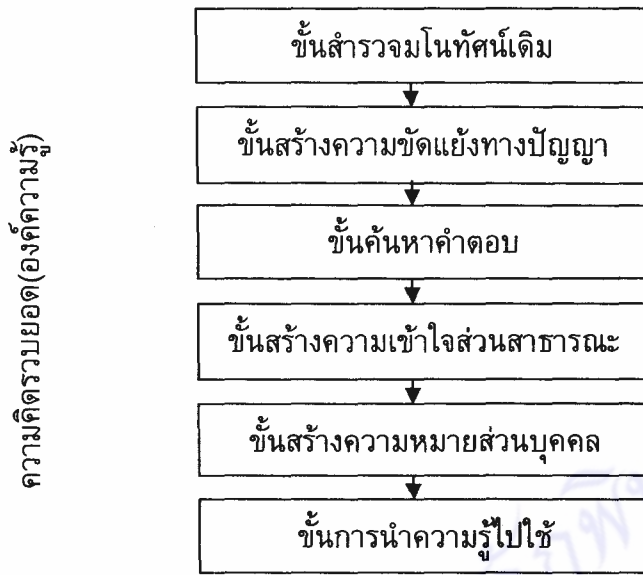 ขั้นสำรวจมโนทัศน์เดิม
ขั้นสร้างความขัดแย้งทางปัญญา
ขั้นค้นหาคำตอบ
ขั้นสร้างความเข้าใจส่วนสาธารณะ
ขั้นสร้างความหมายส่วนบุคคล
ขั้นการนำความรู้ไปใช้
ความคิดรวบยอด(องค์ความรู้)